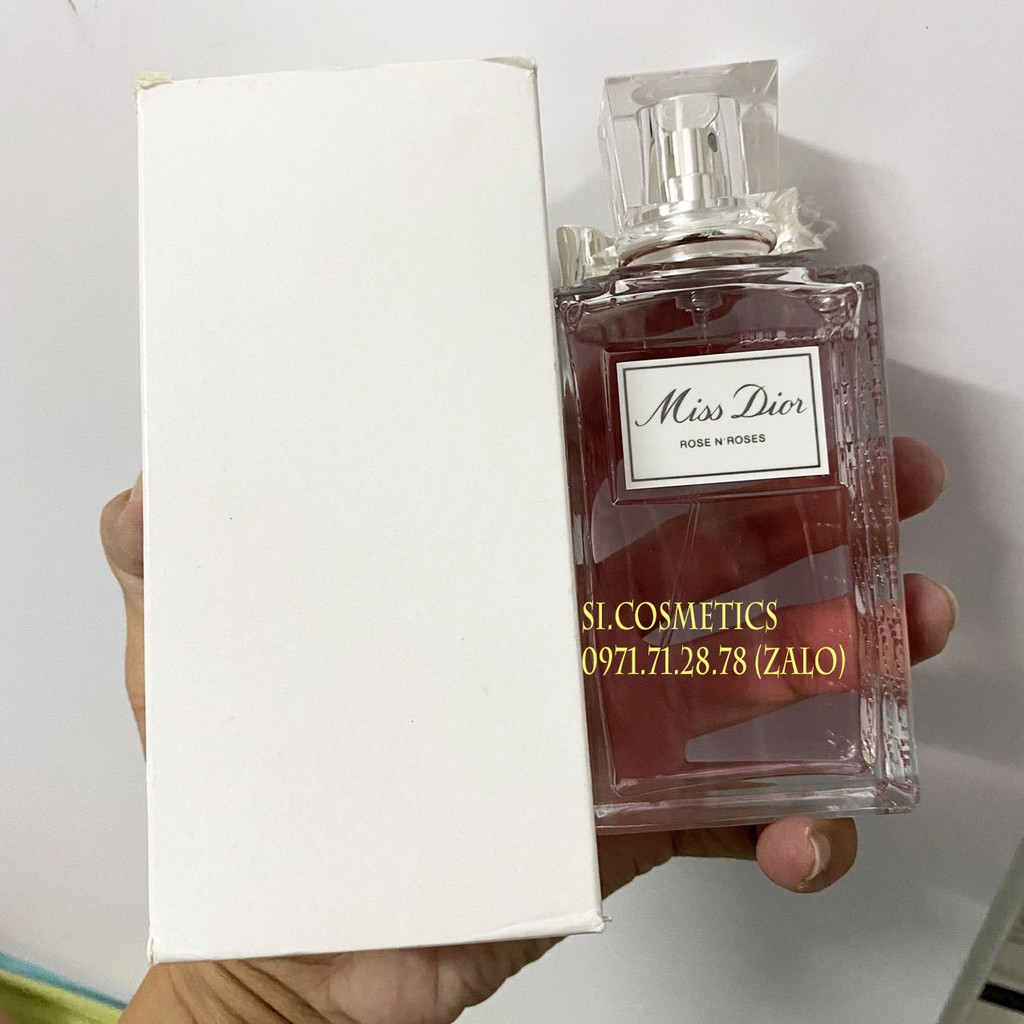 Miss Dior
ROSE N'ROSES
SI.COSMETICS
0971.71.28.78 (ZALO)